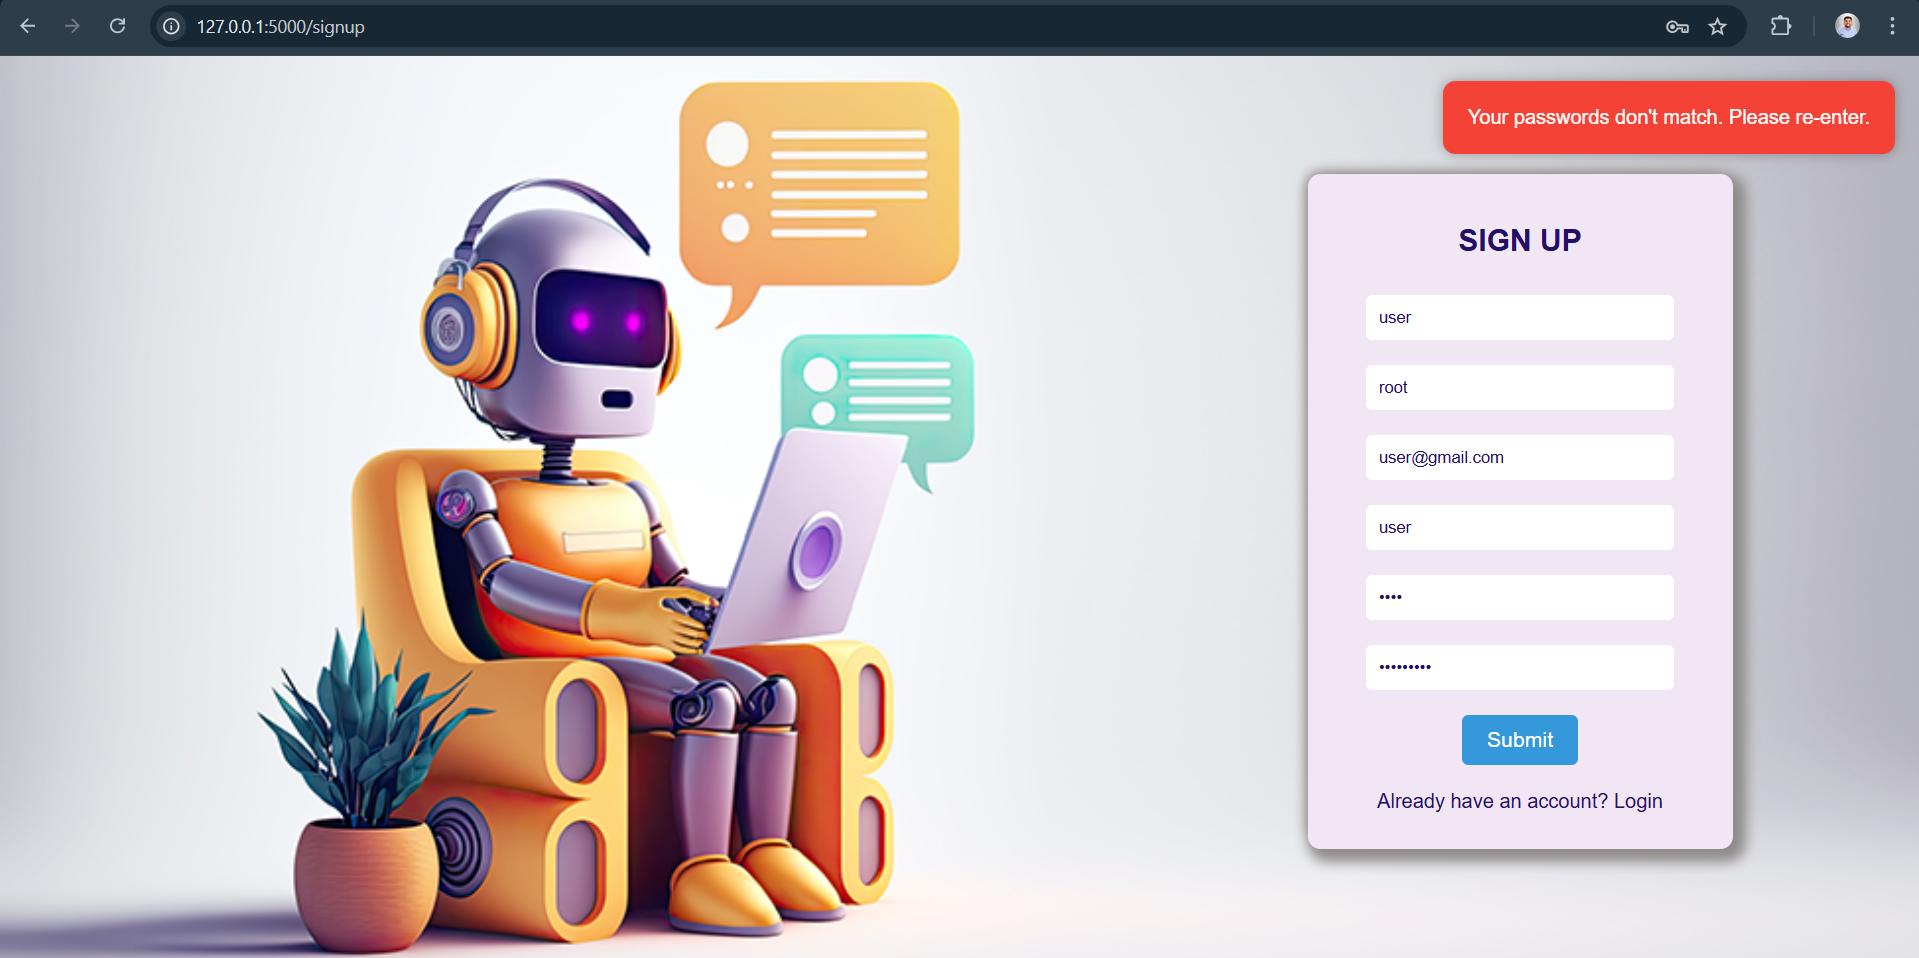 127.0.0.1:5000/signup
Your passwords don't match. Please re-enter.
SIGN UP
user
root
user@gmail.com
user
••••
•••••••••
Submit
Already have an account? Login